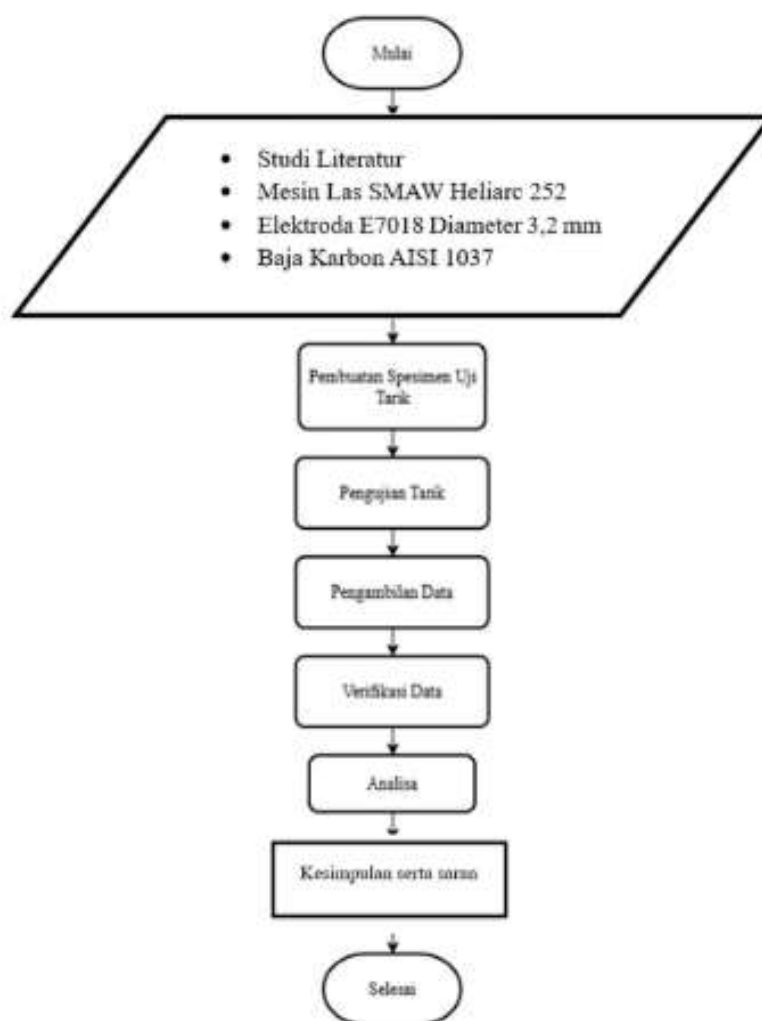 Mulai
• Studi Literatur
• Mesin Las SMAW Heliarc 252
• Elektroda E7018 Diameter 3,2 mm
• Baja Karbon AISI 1037
Pembuatan Spesimen Uji
Tarik
Pengujian Tarik
Pengambilan Data
Verifikasi Data
Analisa
Kesimpulan serta saran
Selesai